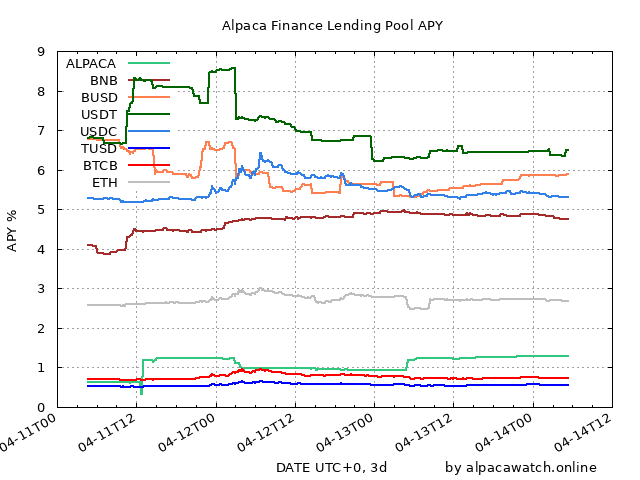 Alpaca Finance Lending Pool APY
9
8
7
6
5
4
3
2
1
0
APY %
ALPACA
BNB
BUSD
USDT
USDC
TUSD
BTCB
ETH
04-11T00
04-11T12
04-12T00
04-12T12
04-13T00
04-13T12
04-14T00
04-14T12
DATE UTC+0, 3d
by alpacawatch.online